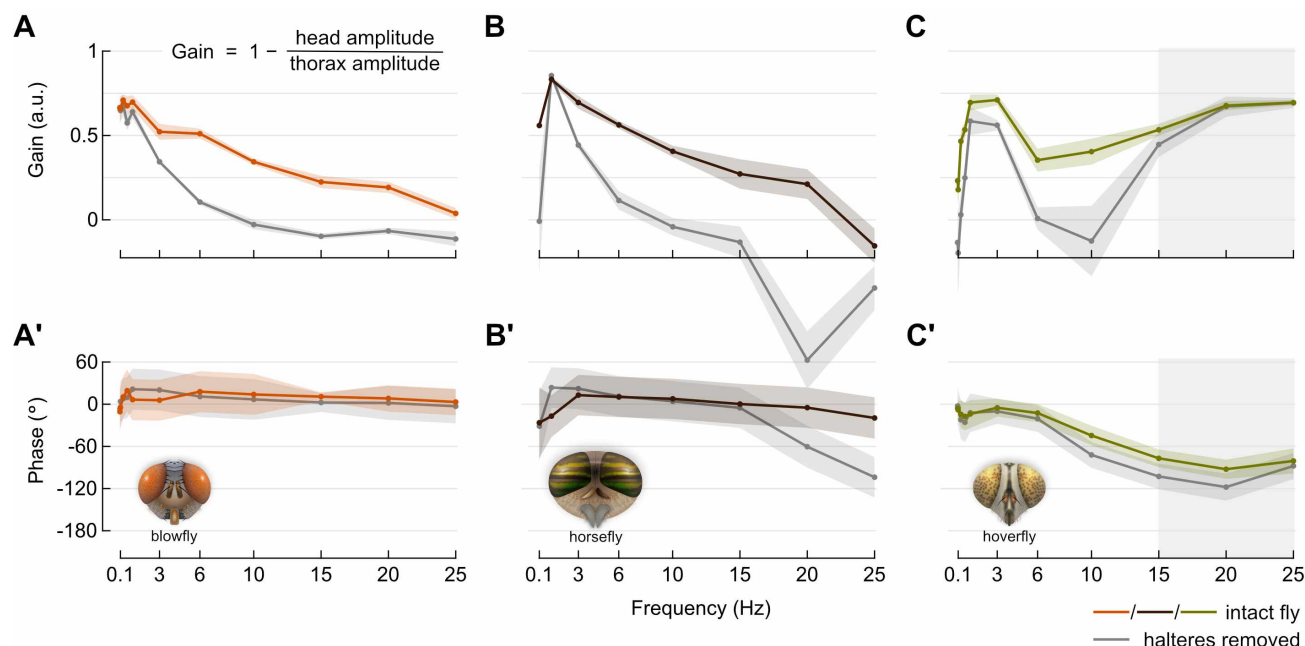 A
B
C
Gain = 1 − head amplitude
thorax amplitude
1
0.5
0
Gain (a.u.)
A'
B'
C'
60
0
-60
-120
-180
Phase (º)
blowfly
horsefly
hoverfly
0.1 3 6 10 15 20 25
0.1 3 6 10 15 20 25
0.1 3 6 10 15 20 25
Frequency (Hz)
/ / intact fly
halteres removed